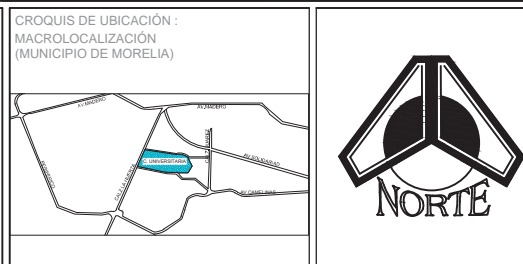 CROQUIS DE UBICACIÓN :
MACROLOCALIZACIÓN
(MUNICIPIO DE MORELIA)
AV.MADERO
AV.MADERO
C. UNIVERSITARIA
AV.SOLIDARIDAD
AV.CAMELINAS
NORTE